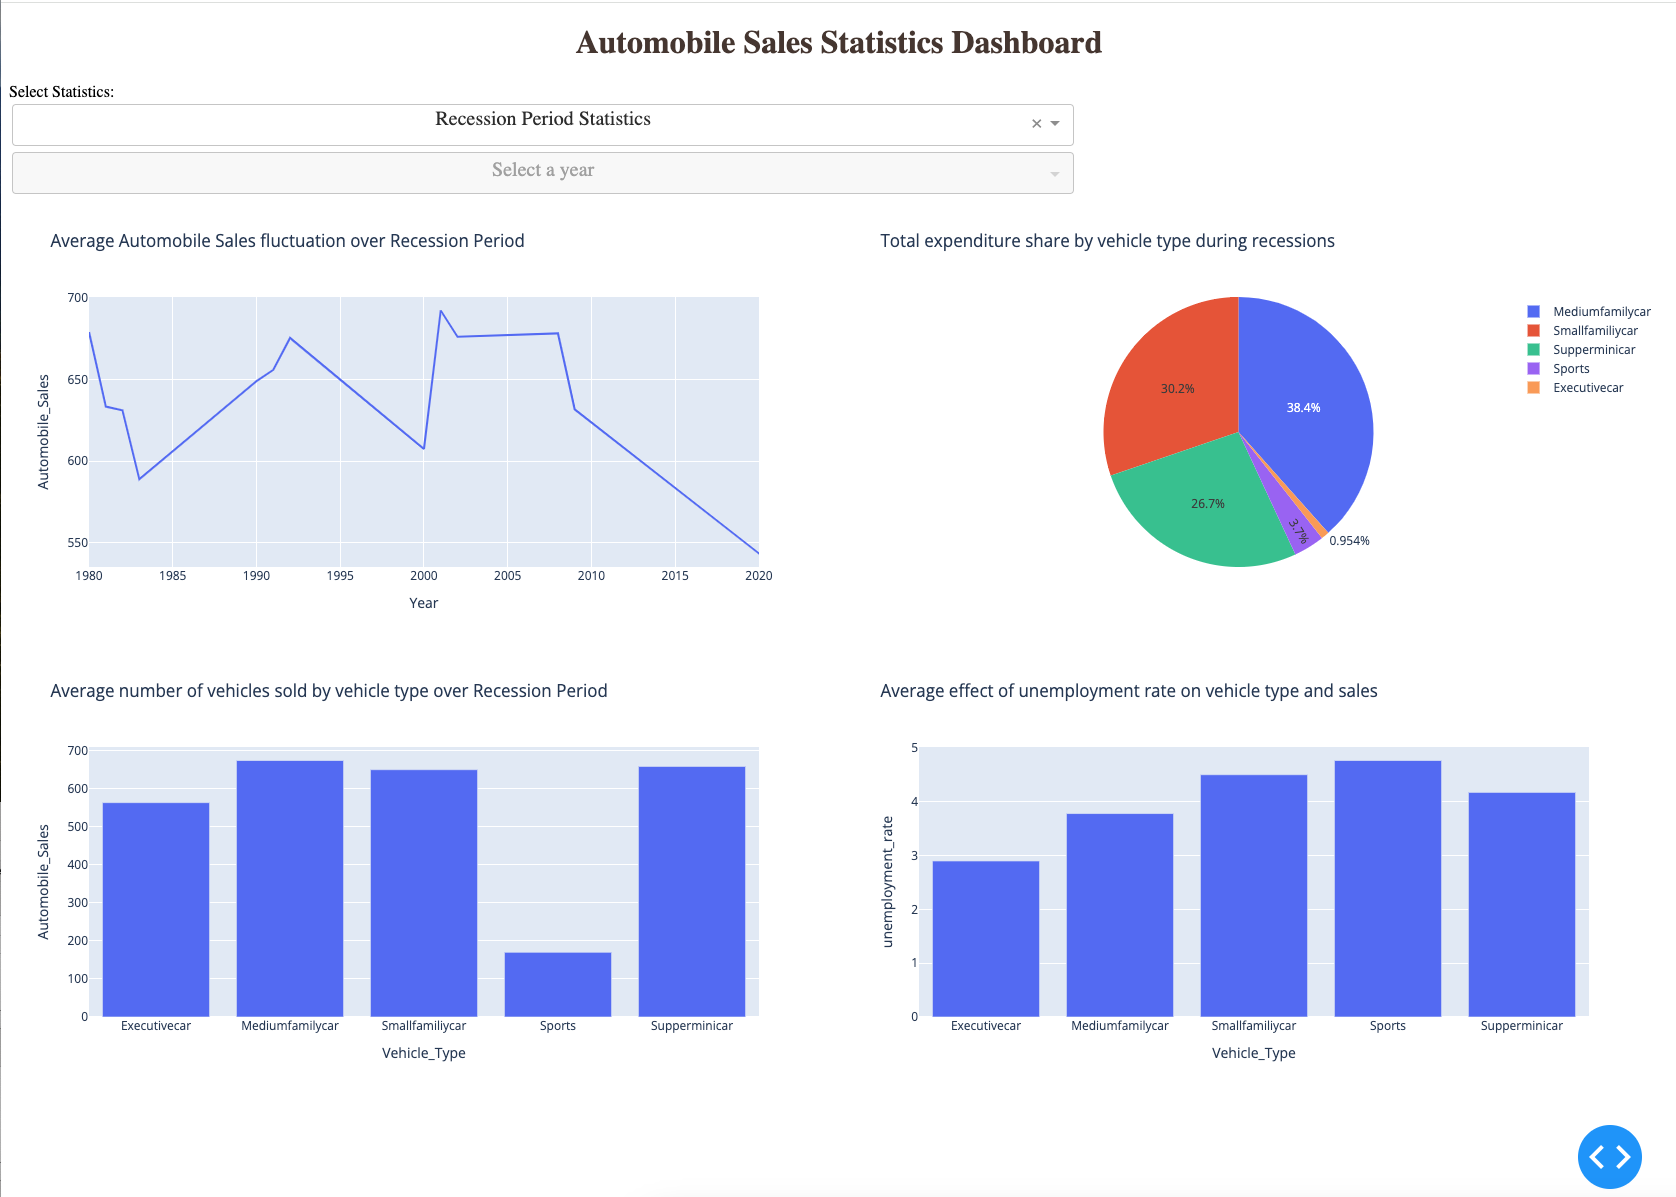 Automobile Sales Statistics Dashboard
Select Statistics:
Recession Period Statistics
× 
Select a year
Average Automobile Sales fluctuation over Recession Period
700
650
600
550
Automobile_Sales
1980 1985 1990 1995 2000 2005 2010 2015 2020
Year
Total expenditure share by vehicle type during recessions
30.2%
38.4%
26.7%
3.7%
0.954%
Mediumfamilycar
Smallfamiliycar
Supperminicar
Sports
Executivecar
Average number of vehicles sold by vehicle type over Recession Period
700
600
500
400
300
200
100
0
Automobile_Sales
Executivecar Mediumfamilycar Smallfamiliycar Sports Supperminicar
Vehicle_Type
Average effect of unemployment rate on vehicle type and sales
5
4
3
2
1
0
unemployment_rate
Executivecar Mediumfamilycar Smallfamiliycar Sports Supperminicar
Vehicle_Type